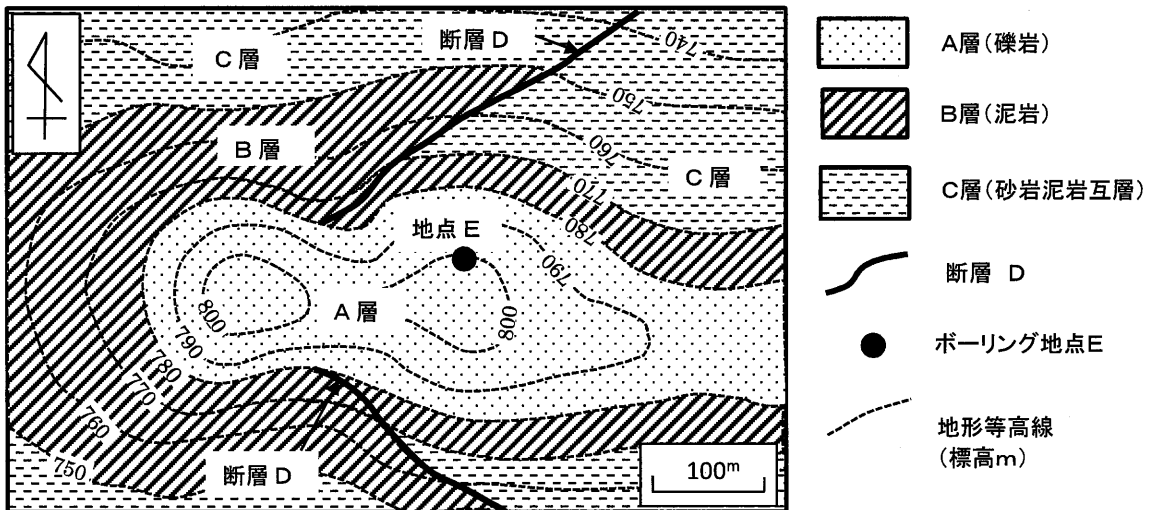 断層D
740
C層
750
B層
760
C層
770
780
地点E
790
A層
800
800
790
780
770
760
750
断層D
100m
A層(礫岩)
B層(泥岩)
C層(砂岩泥岩互層)
断層 D
ボーリング地点E
地形等高線
(標高m)